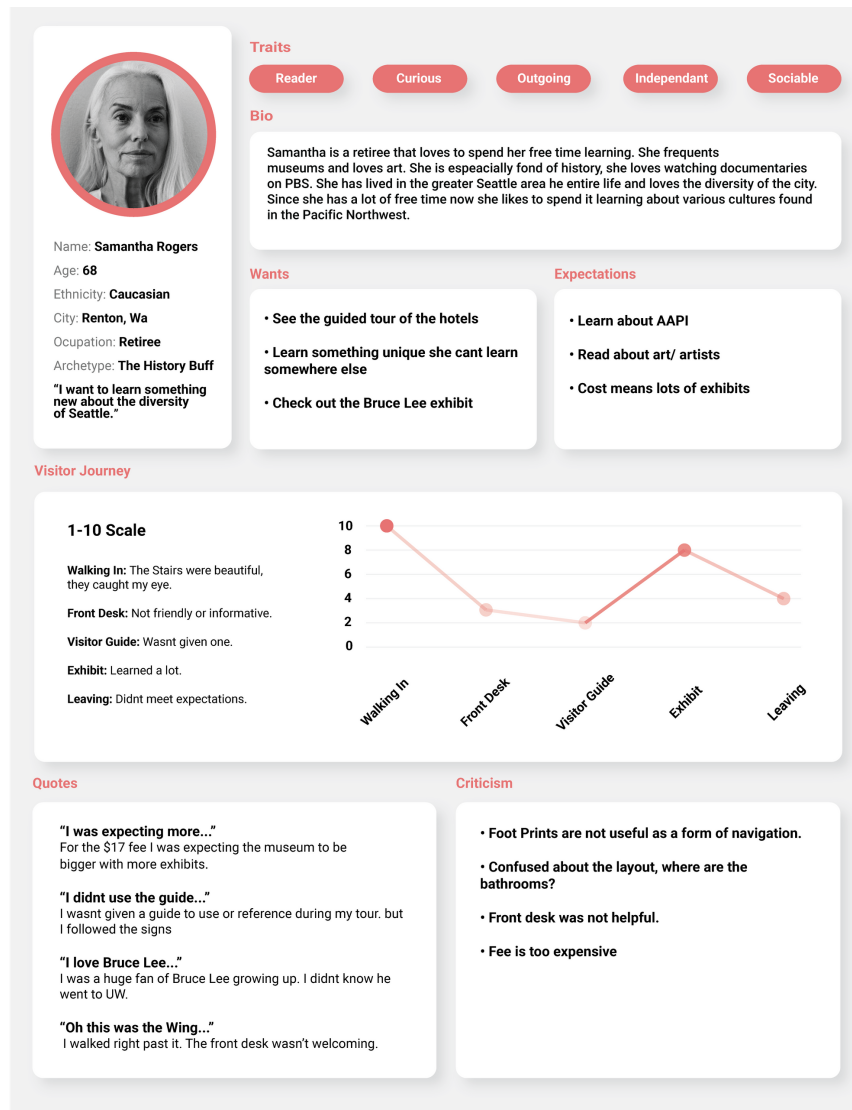 Name: Samantha Rogers
Age: 68
Ethnicity: Caucasian
City: Renton, Wa
Ocupation: Retiree
Archetype: The History Buff
“I want to learn something
new about the diversity
of Seattle.”
Traits
Reader
Curious
Outgoing
Independant
Sociable
Bio
Samantha is a retiree that loves to spend her free time learning. She frequents
museums and loves art. She is espeacially fond of history, she loves watching documentaries
on PBS. She has lived in the greater Seattle area he entire life and loves the diversity of the city.
Since she has a lot of free time now she likes to spend it learning about various cultures found
in the Pacific Northwest.
Wants
• See the guided tour of the hotels
• Learn something unique she cant learn
somewhere else
• Check out the Bruce Lee exhibit
Expectations
• Learn about AAPI
• Read about art/ artists
• Cost means lots of exhibits
Visitor Journey
1-10 Scale
Walking In: The Stairs were beautiful,
they caught my eye.
Front Desk: Not friendly or informative.
Visitor Guide: Wasnt given one.
Exhibit: Learned a lot.
Leaving: Didnt meet expectations.
10
8
6
4
2
0
Walking In
Front Desk
Visitor Guide
Exhibit
Leaving
Quotes
“I was expecting more...”
For the $17 fee I was expecting the museum to be
bigger with more exhibits.
“I didnt use the guide...”
I wasnt given a guide to use or reference during my tour. but
I followed the signs
“I love Bruce Lee...”
I was a huge fan of Bruce Lee growing up. I didnt know he
went to UW.
“Oh this was the Wing...”
I walked right past it. The front desk wasn’t welcoming.
Criticism
• Foot Prints are not useful as a form of navigation.
• Confused about the layout, where are the
bathrooms?
• Front desk was not helpful.
• Fee is too expensive